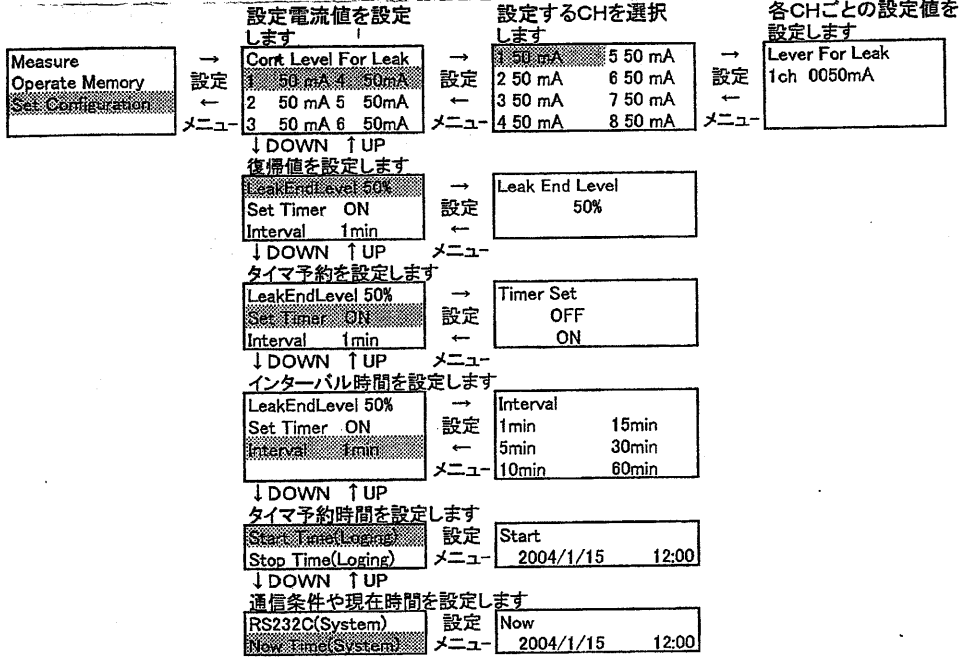 設定電流値を設定
します
設定するCHを選択
します
各CHごとの設定値を
設定します
Measure
Operate Memory
Set Configuration
→
設定
←
メニュー
Cont Level For Leak
1 50 mA 4 50mA
2 50 mA 5 50mA
3 50 mA 6 50mA
→
設定
←
メニュー
1 50 mA 5 50 mA
2 50 mA 6 50 mA
3 50 mA 7 50 mA
4 50 mA 8 50 mA
→
設定
←
メニュー
Lever For Leak
1ch 0050mA
↓DOWN ↑UP
復帰値を設定します
LeakEndLevel 50%
Set Timer ON
Interval 1min
→
設定
←
メニュー
Leak End Level
50%
↓DOWN ↑UP
タイマ予約を設定します
LeakEndLevel 50%
Set Timer ON
Interval 1min
→
設定
←
メニュー
Timer Set
OFF
ON
↓DOWN ↑UP
インターバル時間を設定します
LeakEndLevel 50%
Set Timer ON
Interval 1min
→
設定
←
メニュー
Interval
1min 15min
5min 30min
10min 60min
↓DOWN ↑UP
タイマ予約時間を設定します
Start Time(Loging)
Stop Time(Loging)
設定
メニュー
Start
2004/1/15 12:00
↓DOWN ↑UP
通信条件や現在時間を設定します
RS232C(System)
Now Time(System)
設定
メニュー
Now
2004/1/15 12:00